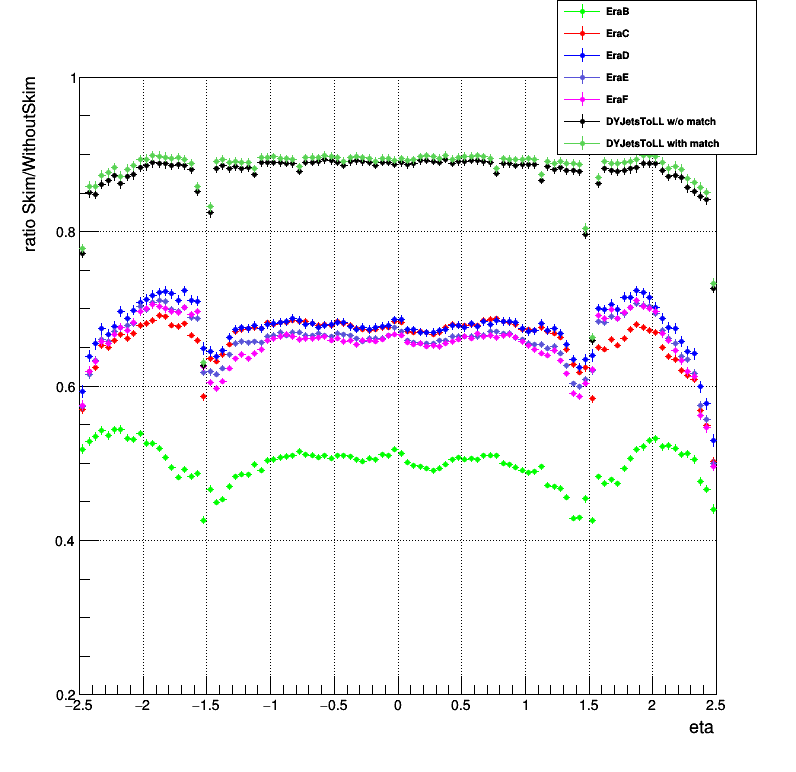 EraB
EraC
EraD
EraE
EraF
DYJetsToLL w/o match
DYJetsToLL with match
ratio Skim/WithoutSkim
1
0.8
0.6
0.4
0.2
−2.5 −2 −1.5 −1 −0.5 0 0.5 1 1.5 2 2.5
eta